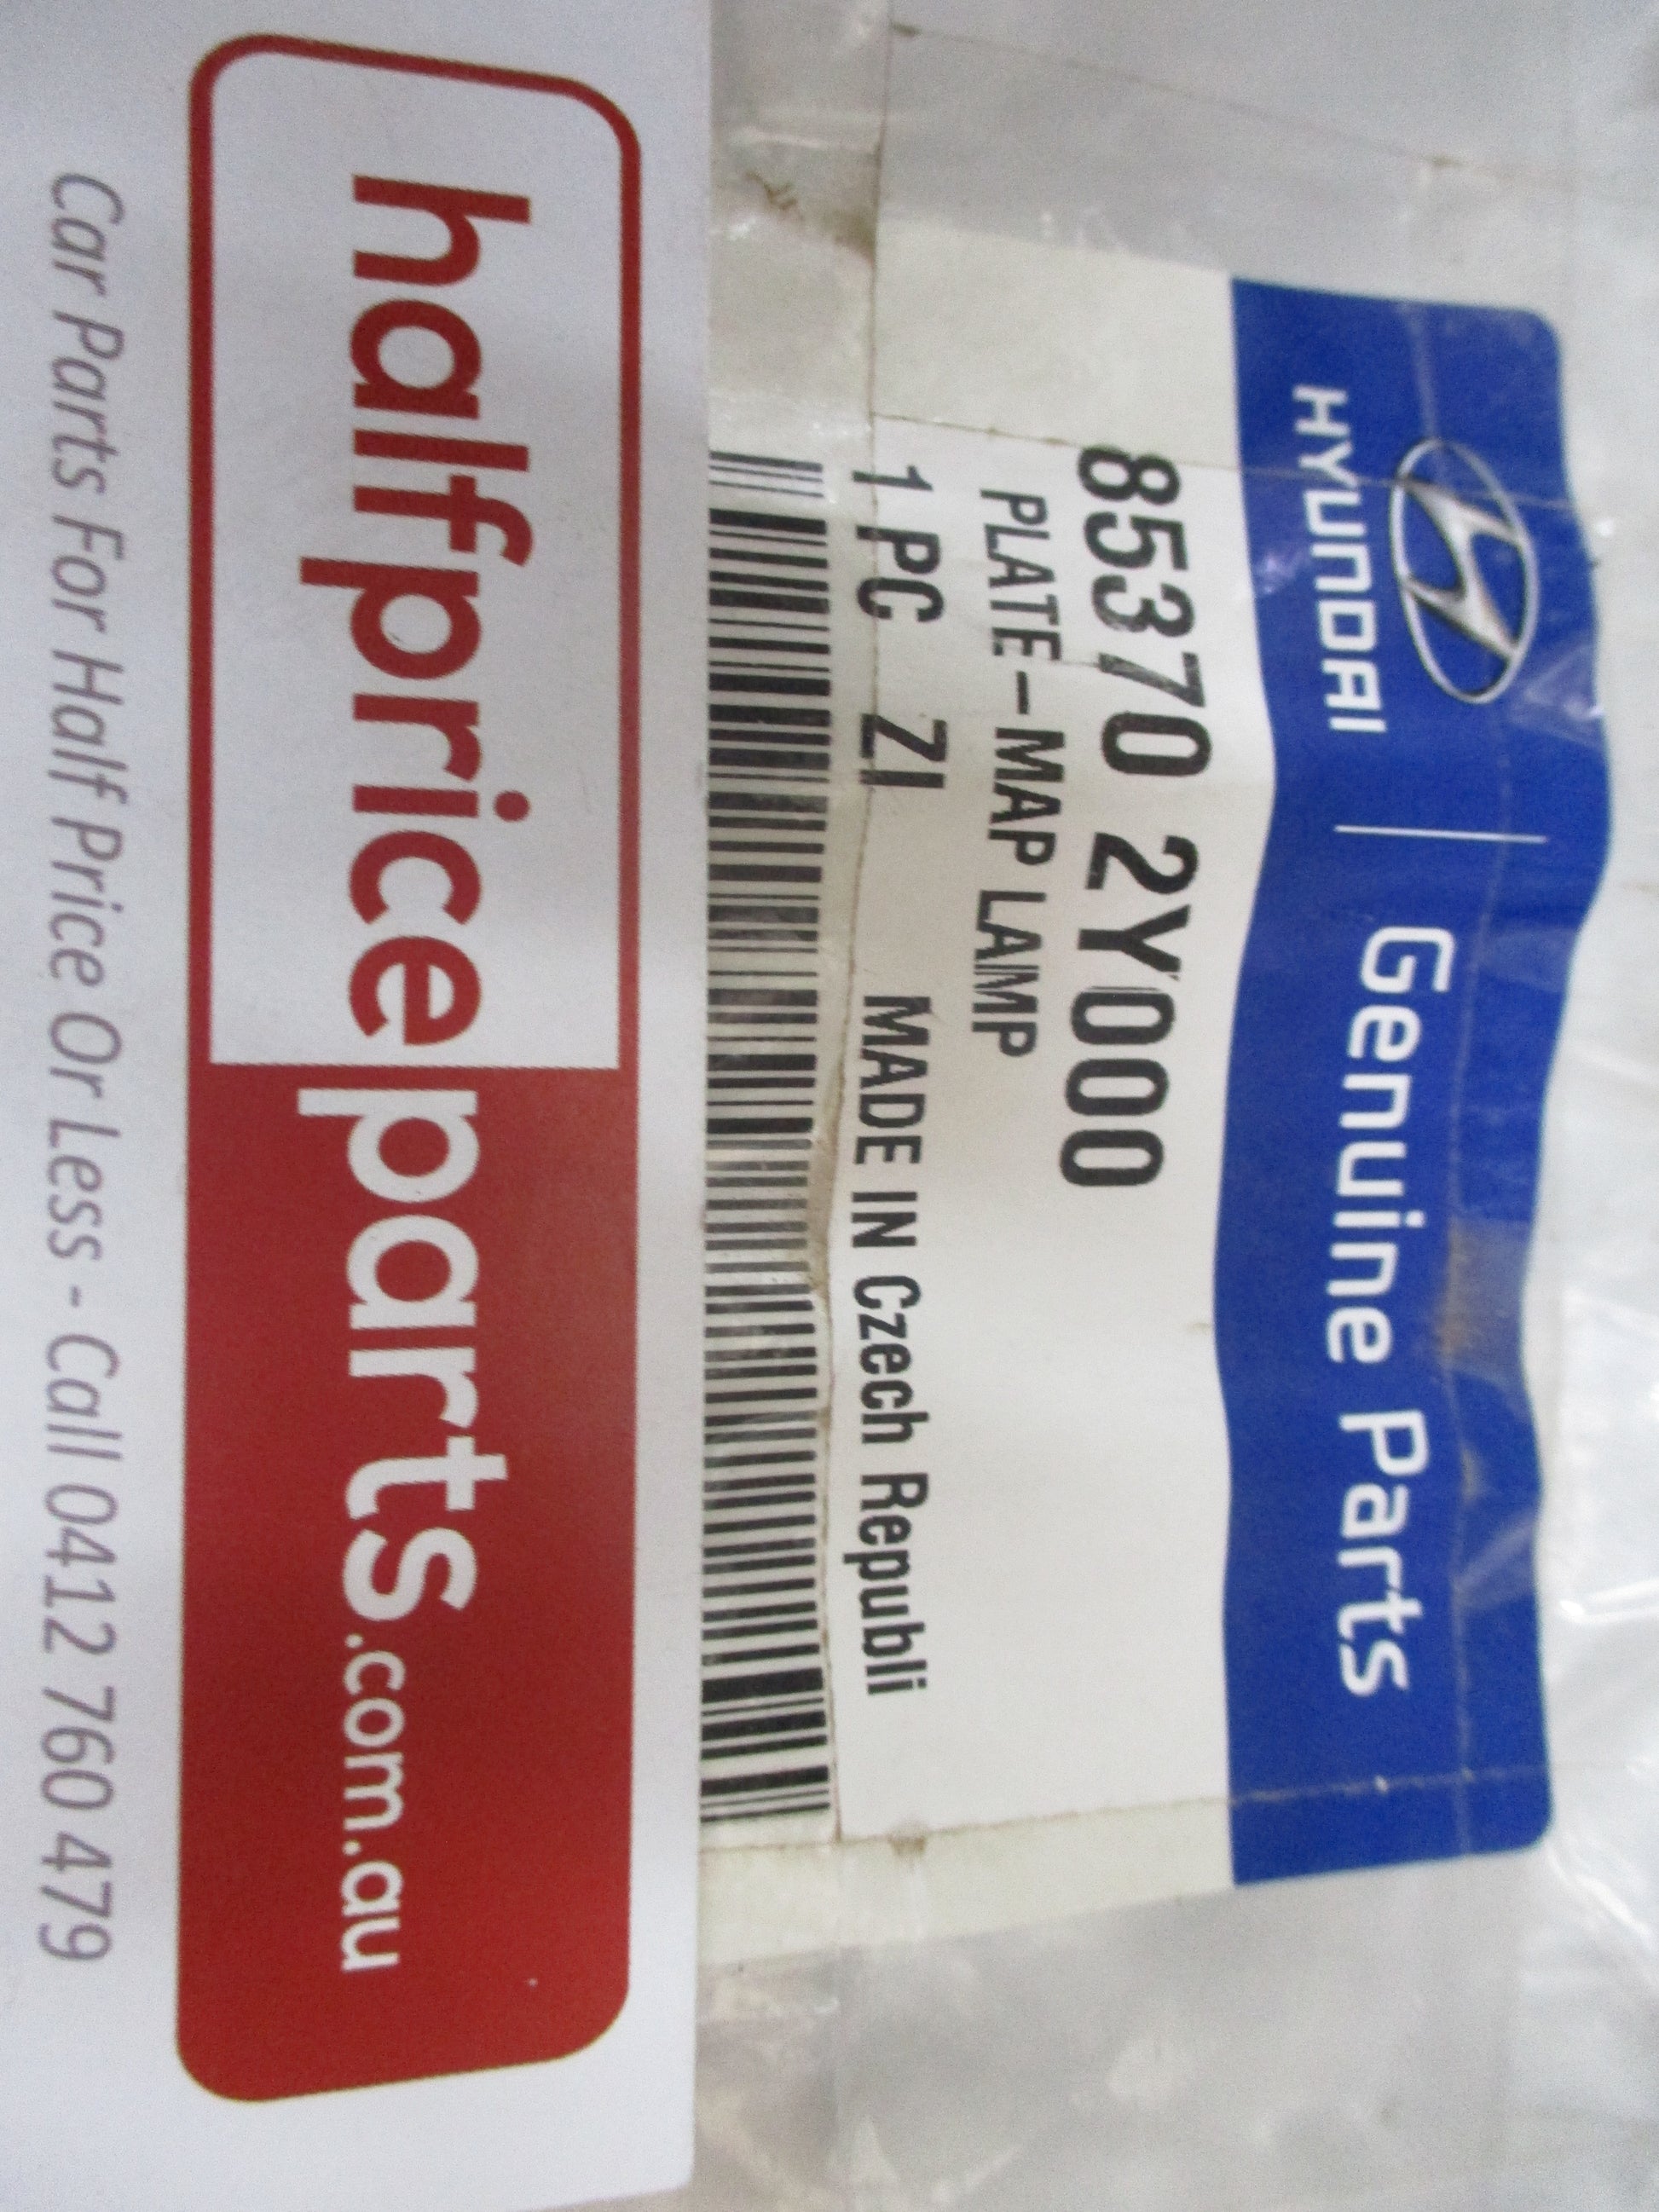 HYUNDAI | Genuine Parts
85370 2Y000
PLATE-MAP LAMP
1 PC ZI MADE IN Czech Republi
halfpriceparts.com.au
Car Parts For Half Price Or Less - Call 0412 760 479